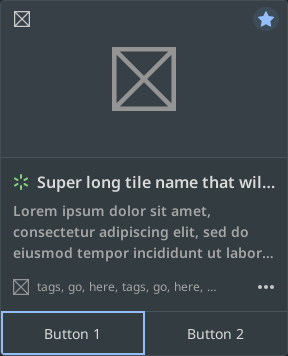 Super long tile name that wil...
Lorem ipsum dolor sit amet,
consectetur adipiscing elit, sed do
eiusmod tempor incididunt ut labor...
tags, go, here, tags, go, here, ...
Button 1
Button 2